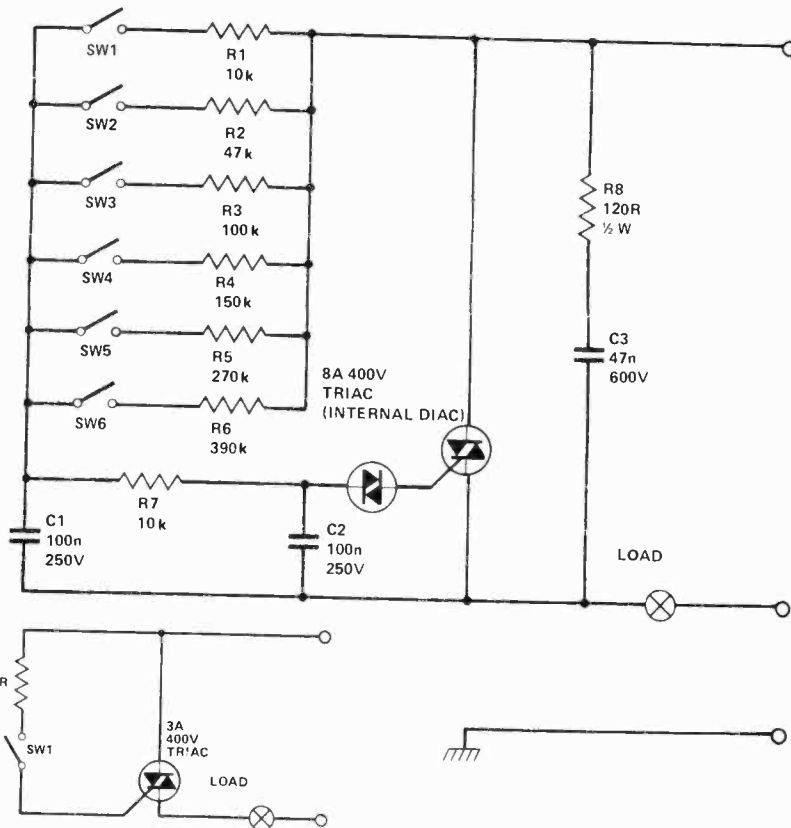 SW1
R1
10k
SW2
R2
47k
SW3
R3
100k
SW4
R4
150k
SW5
R5
270k
SW6
R6
390k
8A 400V
TRIAC
(INTERNAL DIAC)
R8
120R
½ W
C3
47n
600V
R7
10k
C1
100n
250V
C2
100n
250V
LOAD
R
SW1
3A
400V
TRIAC
LOAD